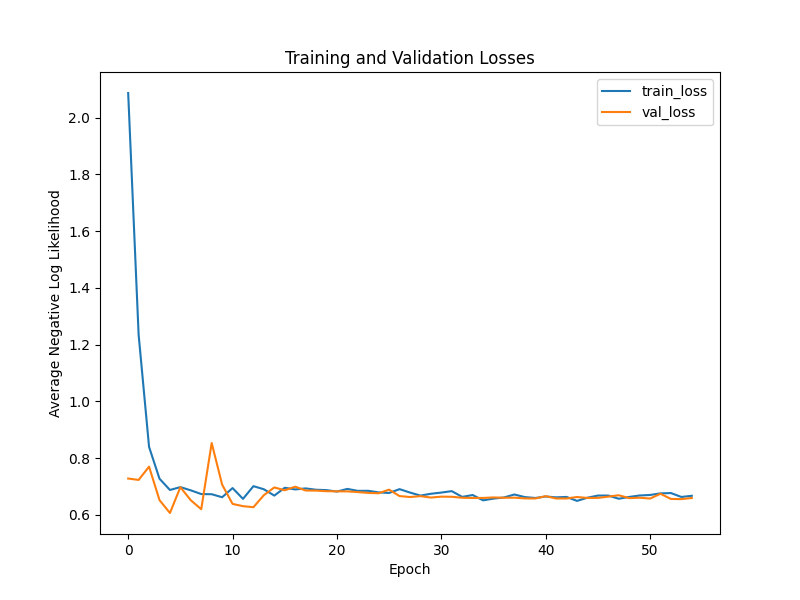 Training and Validation Losses
train_loss
val_loss
Average Negative Log Likelihood
2.0
1.8
1.6
1.4
1.2
1.0
0.8
0.6
0
10
20
30
40
50
Epoch